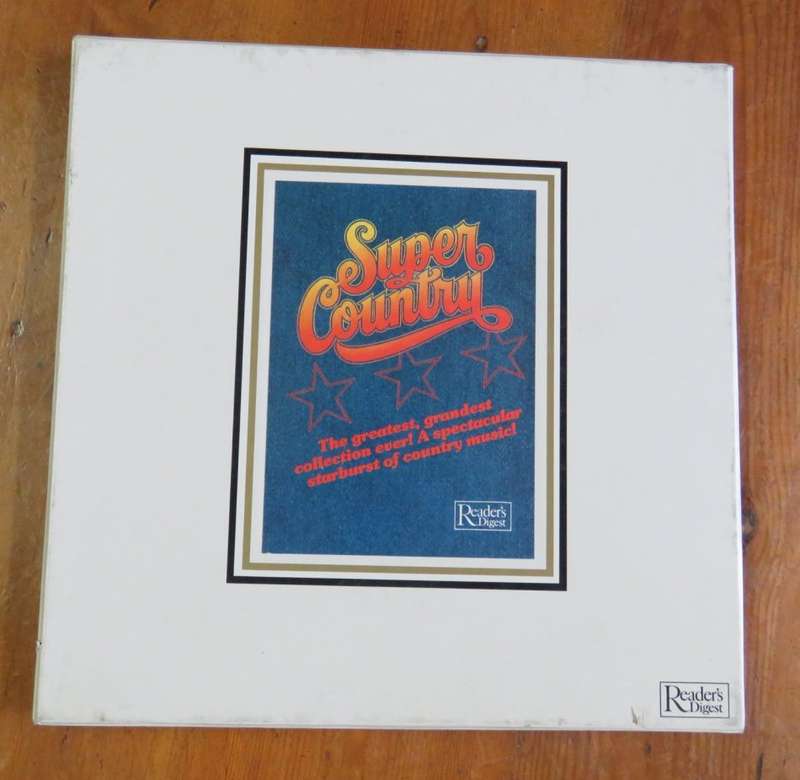 Super
Country
The greatest, grandest
collection ever! A spectacular
starburst of country music!
Reader's
Digest
Reader's
Digest